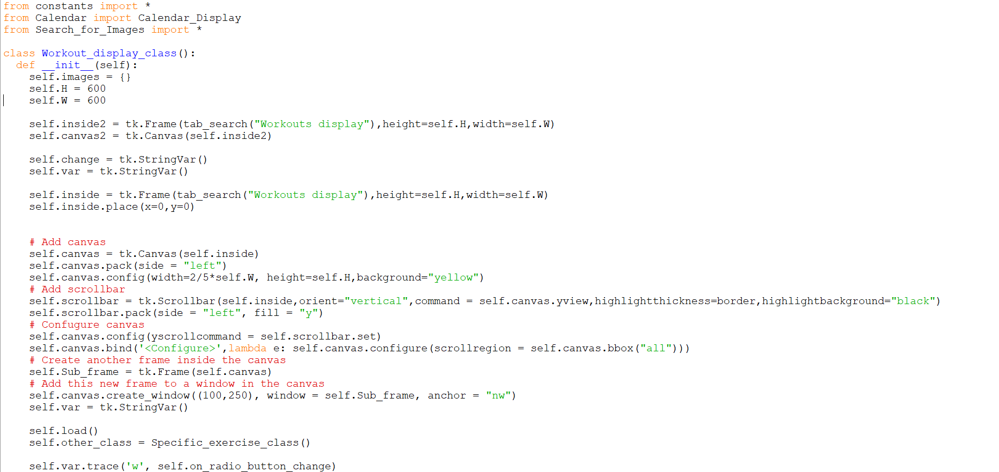 from constants import *
from Calendar import Calendar_Display
from Search_for_Images import *
class Workout_display_class():
def __init__(self):
self.images = {}
self.H = 600
self.W = 600
self.inside2 = tk.Frame(tab_search("Workouts display"),height=self.H,width=self.W)
self.canvas2 = tk.Canvas(self.inside2)
self.change = tk.StringVar()
self.var = tk.StringVar()
self.inside = tk.Frame(tab_search("Workouts display"),height=self.H,width=self.W)
self.inside.place(x=0,y=0)
# Add canvas
self.canvas = tk.Canvas(self.inside)
self.canvas.pack(side = "left")
self.canvas.config(width=2/5*self.W, height=self.H,background="yellow")
# Add scrollbar
self.scrollbar = tk.Scrollbar(self.inside,orient="vertical",command = self.canvas.yview,highlightthickness=border,highlightbackground="black")
self.scrollbar.pack(side = "left", fill = "y")
# Confugure canvas
self.canvas.config(yscrollcommand = self.scrollbar.set)
self.canvas.bind('<Configure>',lambda e: self.canvas.configure(scrollregion = self.canvas.bbox("all")))
# Create another frame inside the canvas
self.Sub_frame = tk.Frame(self.canvas)
# Add this new frame to a window in the canvas
self.canvas.create_window((100,250), window = self.Sub_frame, anchor = "nw")
self.var = tk.StringVar()
self.load()
self.other_class = Specific_exercise_class()
self.var.trace('w', self.on_radio_button_change)